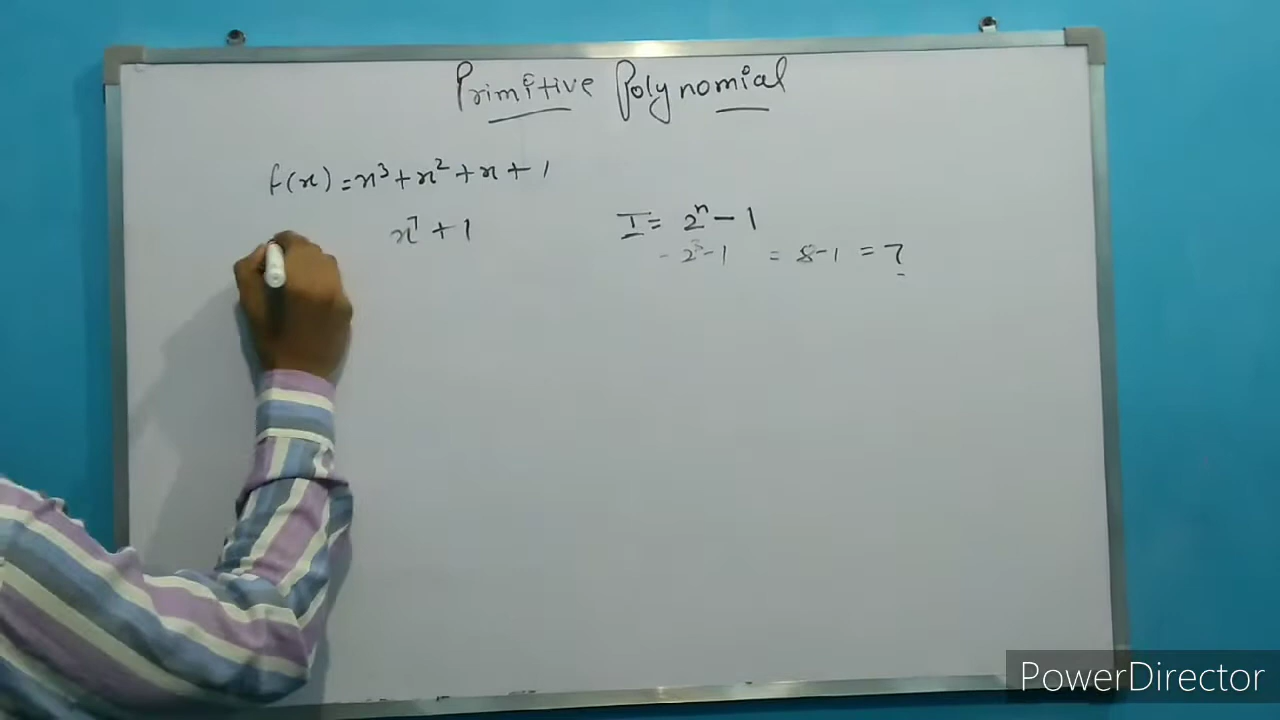 Primitive Polynomial
f(x) = x³ + x² + x + 1
x⁷ + 1
I = 2ⁿ - 1
- 2³ - 1 = 8 - 1 = 7
PowerDirector